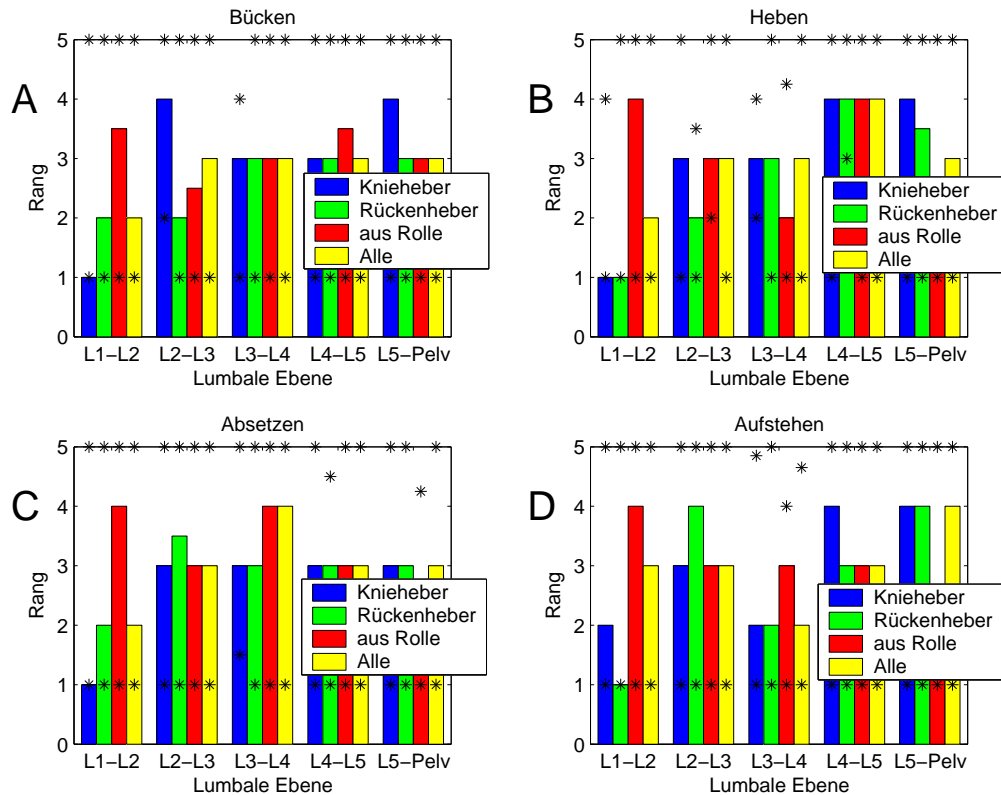 Bücken
A
Rang
5
4
3
2
1
0
L1−L2 L2−L3 L3−L4 L4−L5 L5−Pelv
Lumbale Ebene
Knieheber
Rückenheber
aus Rolle
Alle
Heben
B
Rang
5
4
3
2
1
0
L1−L2 L2−L3 L3−L4 L4−L5 L5−Pelv
Lumbale Ebene
Knieheber
Rückenheber
aus Rolle
Alle
Absetzen
C
Rang
5
4
3
2
1
0
L1−L2 L2−L3 L3−L4 L4−L5 L5−Pelv
Lumbale Ebene
Knieheber
Rückenheber
aus Rolle
Alle
Aufstehen
D
Rang
5
4
3
2
1
0
L1−L2 L2−L3 L3−L4 L4−L5 L5−Pelv
Lumbale Ebene
Knieheber
Rückenheber
aus Rolle
Alle